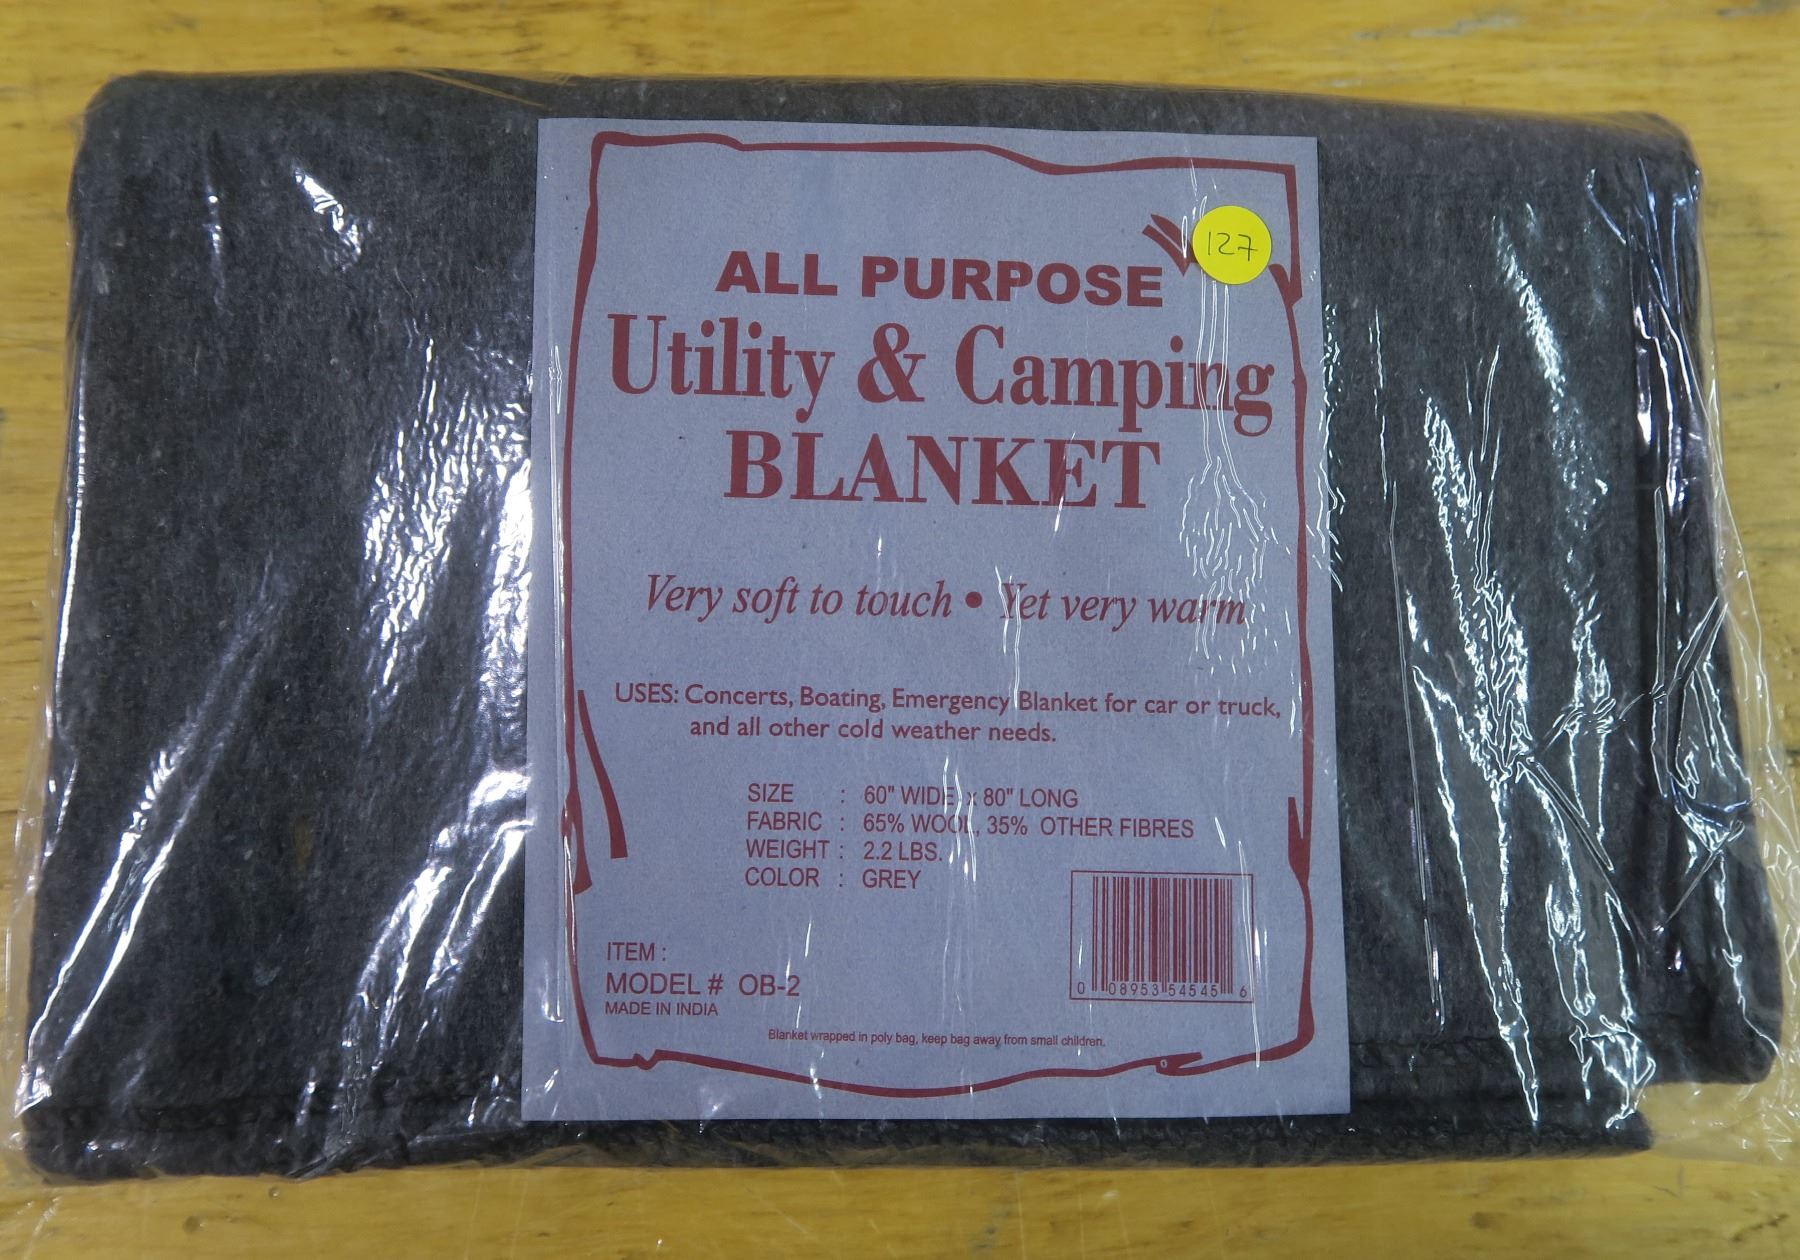 127
ALL PURPOSE
Utility & Camping
BLANKET
Very soft to touch • Yet very warm
USES: Concerts, Boating, Emergency Blanket for car or truck,
and all other cold weather needs.
SIZE : 60" WIDE x 80" LONG
FABRIC : 65% WOOL, 35% OTHER FIBRES
WEIGHT : 2.2 LBS.
COLOR : GREY
ITEM :
MODEL # OB-2
MADE IN INDIA
0 08953 54545 6
Blanket wrapped in poly bag, keep bag away from small children.